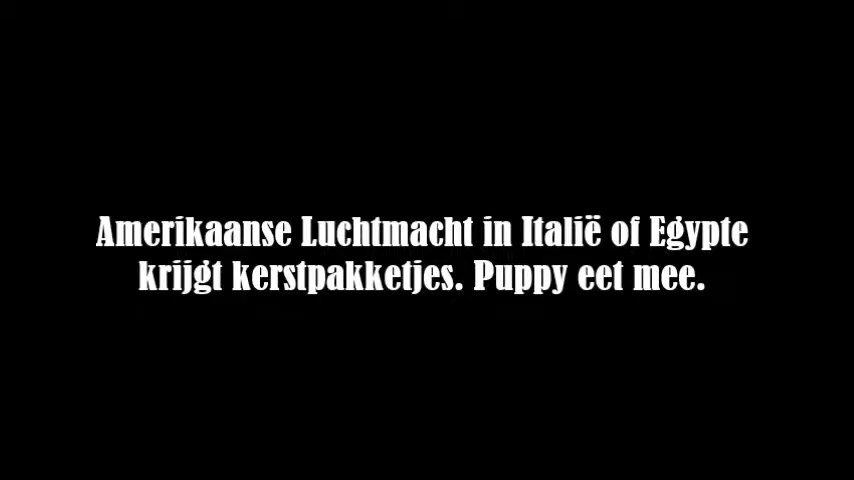 Amerikaanse Luchtmacht in Italië of Egypte
krijgt kerstpakketjes. Puppy eet mee.